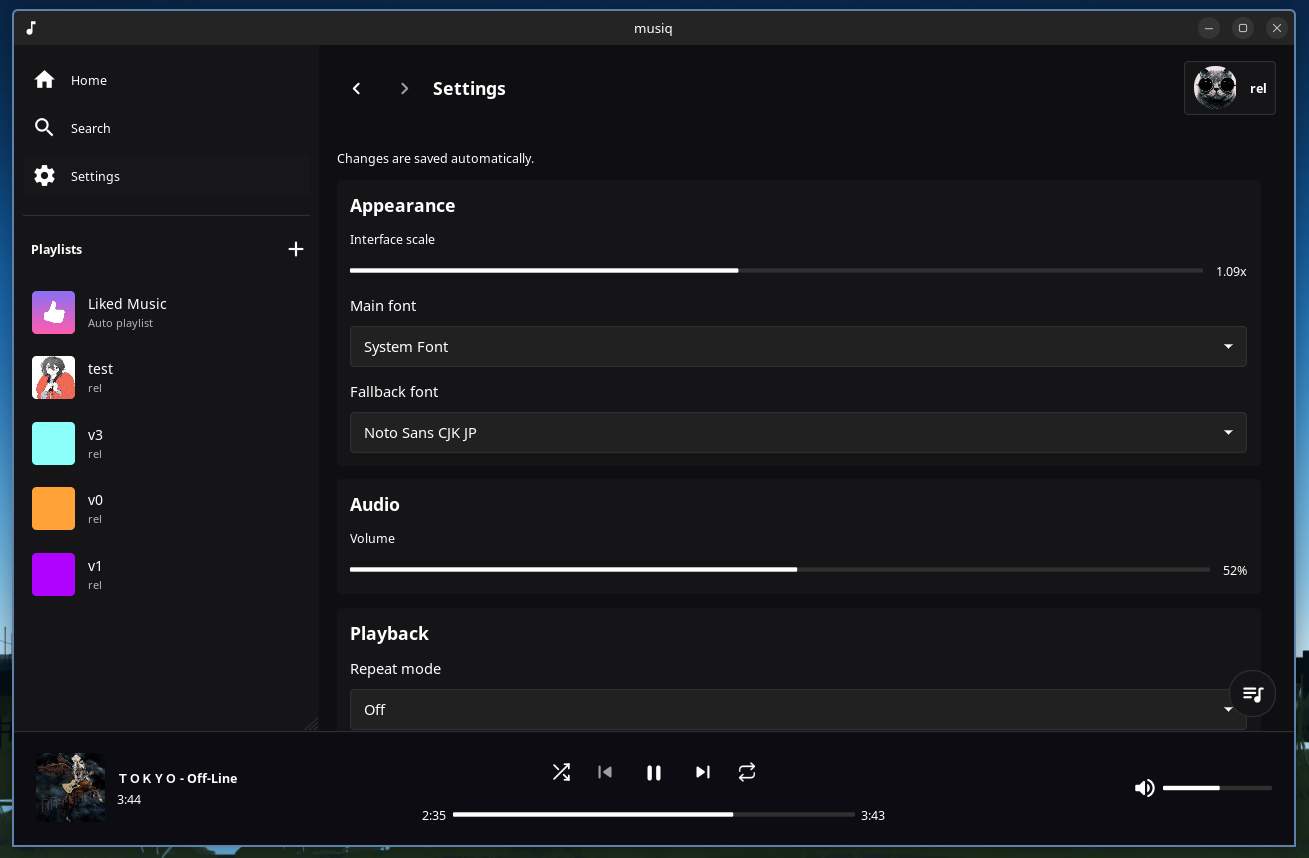 musiq
Home
Search
Settings
Playlists
Liked Music
Auto playlist
test
rel
v3
rel
v0
rel
v1
rel
Settings
rel
Changes are saved automatically.
Appearance
Interface scale
1.09x
Main font
System Font
Fallback font
Noto Sans CJK JP
Audio
Volume
52%
Playback
Repeat mode
Off
T O K Y O - Off-Line
3:44
2:35
3:43